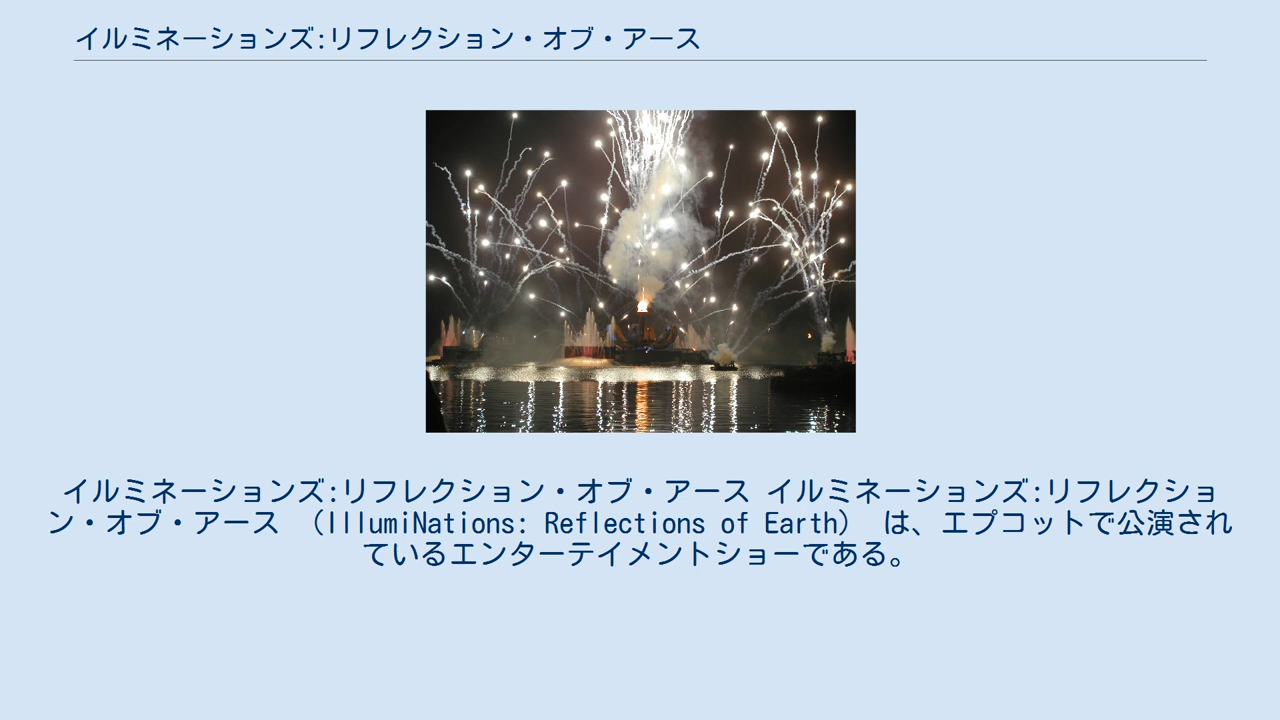 イルミネーションズ:リフレクション・オブ・アース
イルミネーションズ:リフレクション・オブ・アース イルミネーションズ:リフレクショ
ン・オブ・アース （IllumiNations: Reflections of Earth） は、エプコットで公演され
ているエンターテイメントショーである。